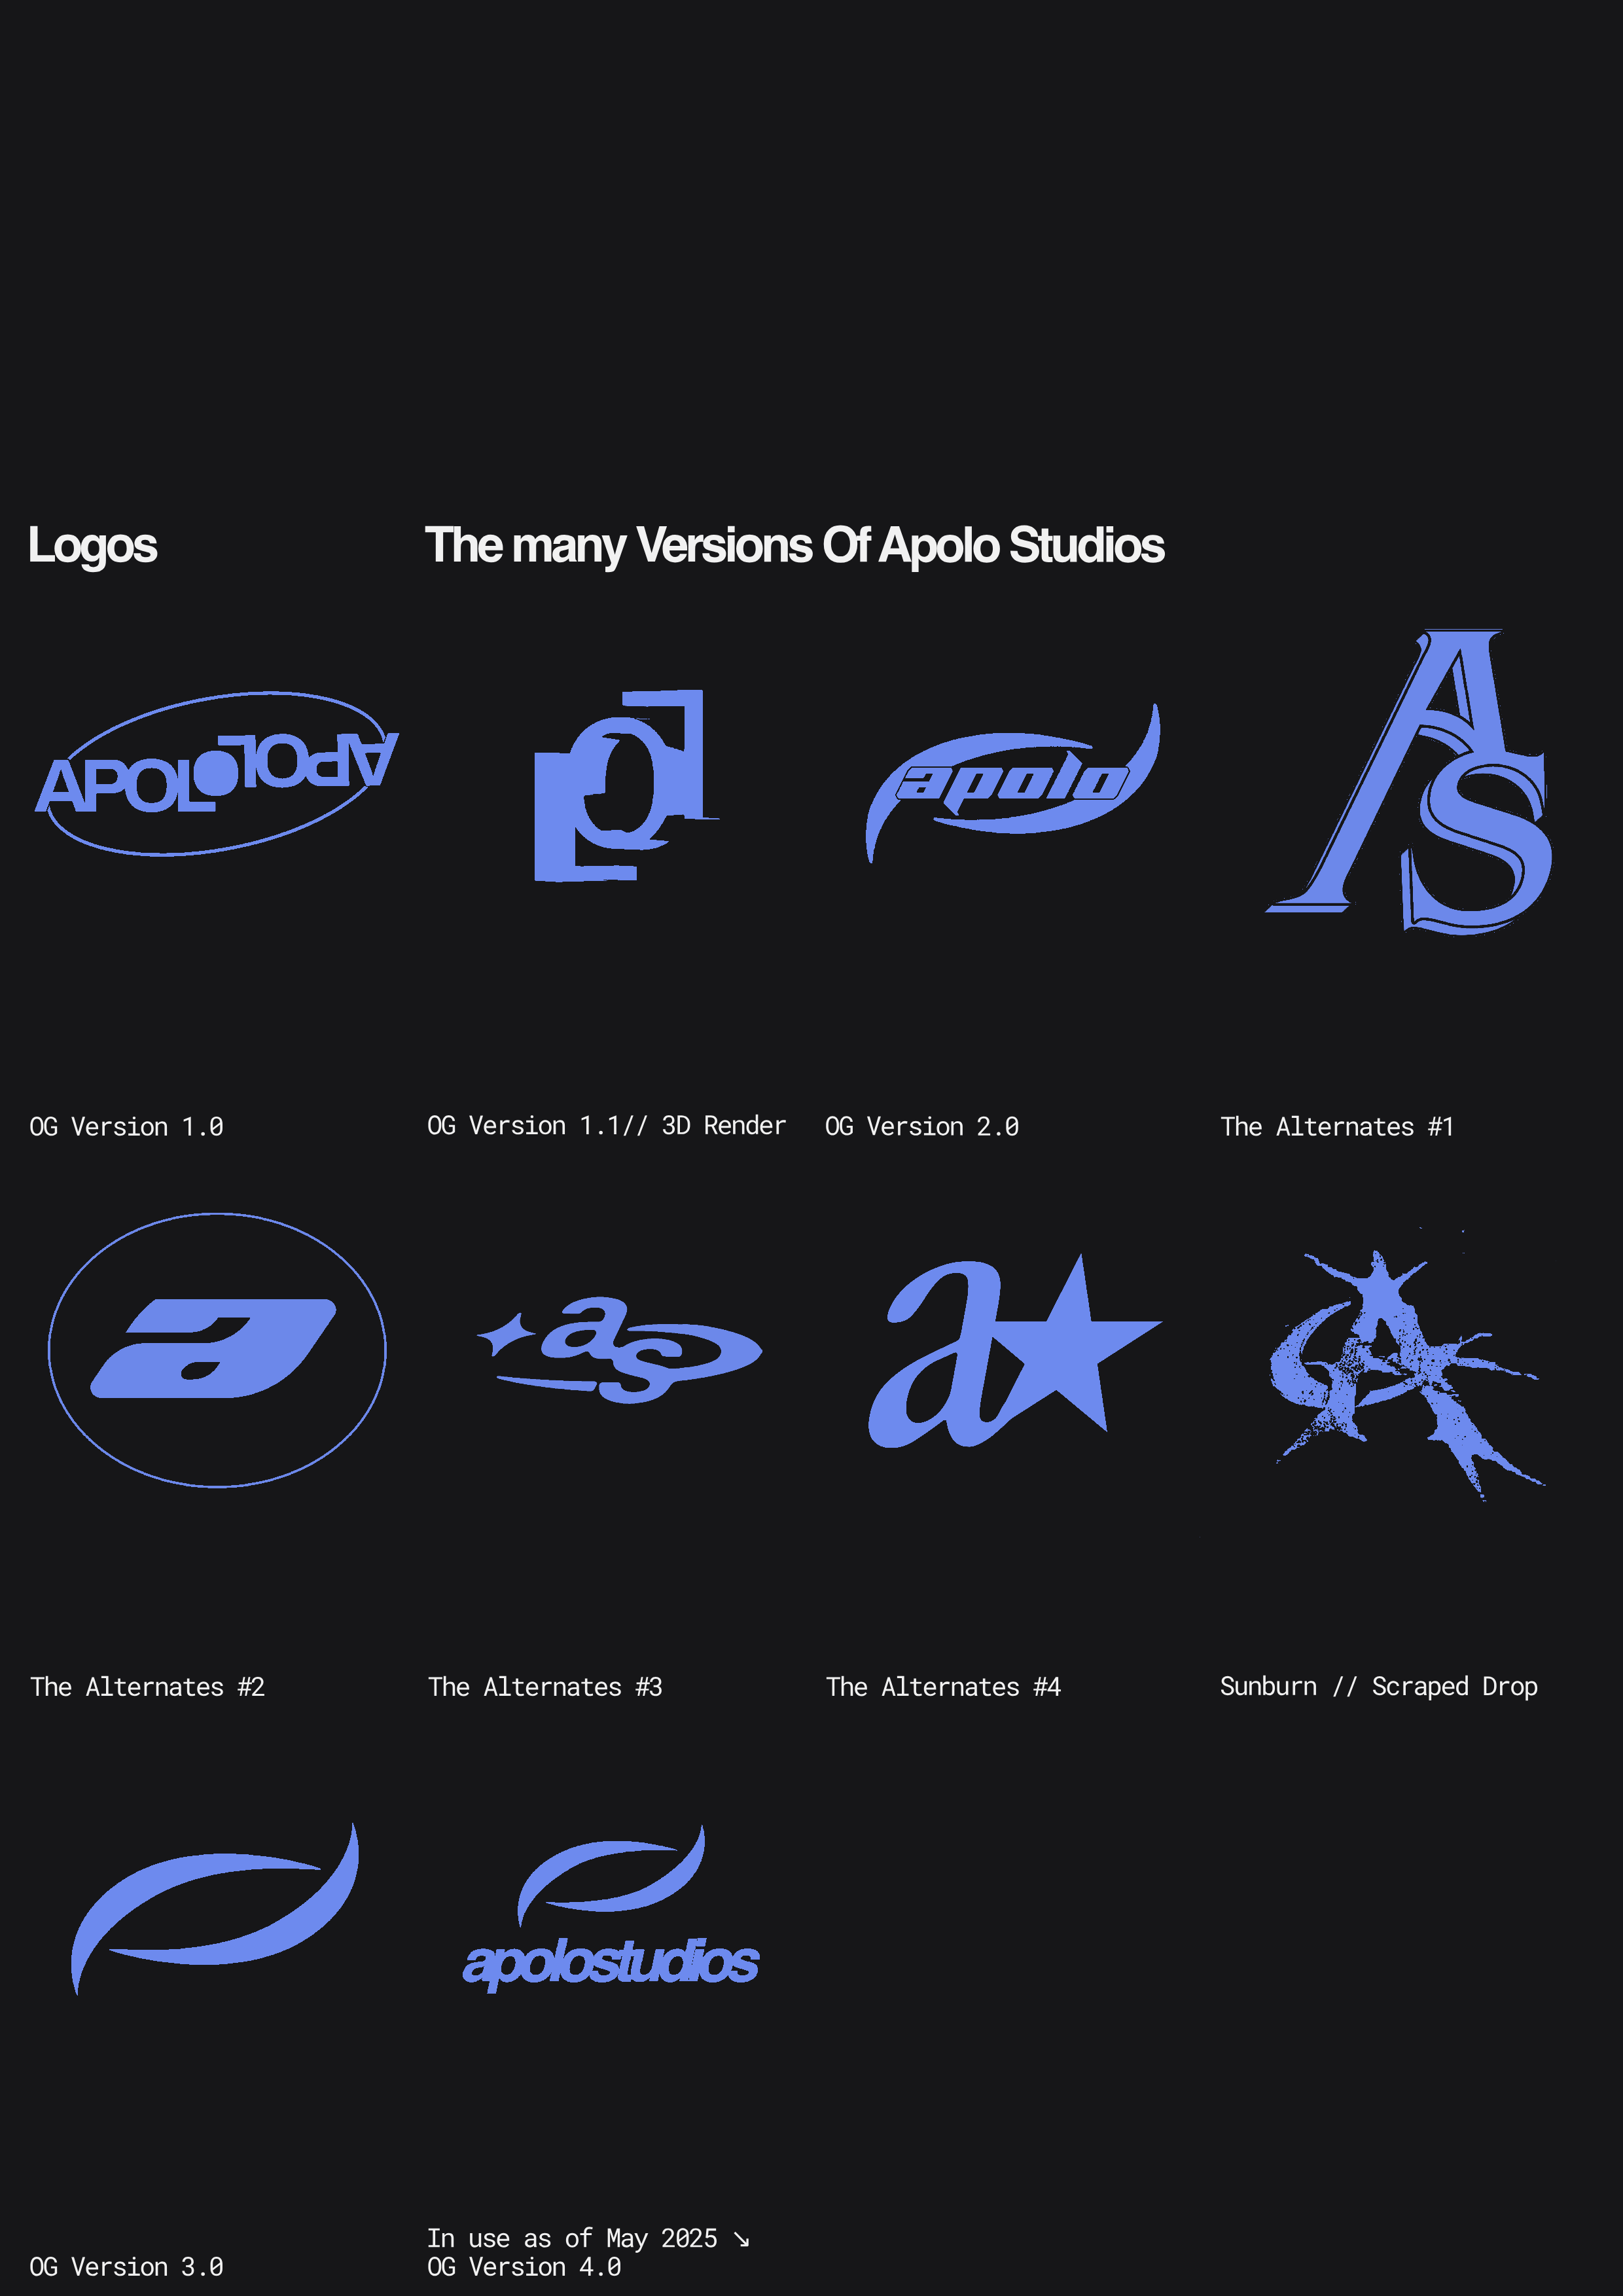 Logos
The many Versions Of Apolo Studios
APOLO
APOLO
apolo
AS
OG Version 1.0
OG Version 1.1// 3D Render
OG Version 2.0
The Alternates #1
a
as
a
The Alternates #2
The Alternates #3
The Alternates #4
Sunburn // Scraped Drop
apolostudios
OG Version 3.0
In use as of May 2025 ↘
OG Version 4.0